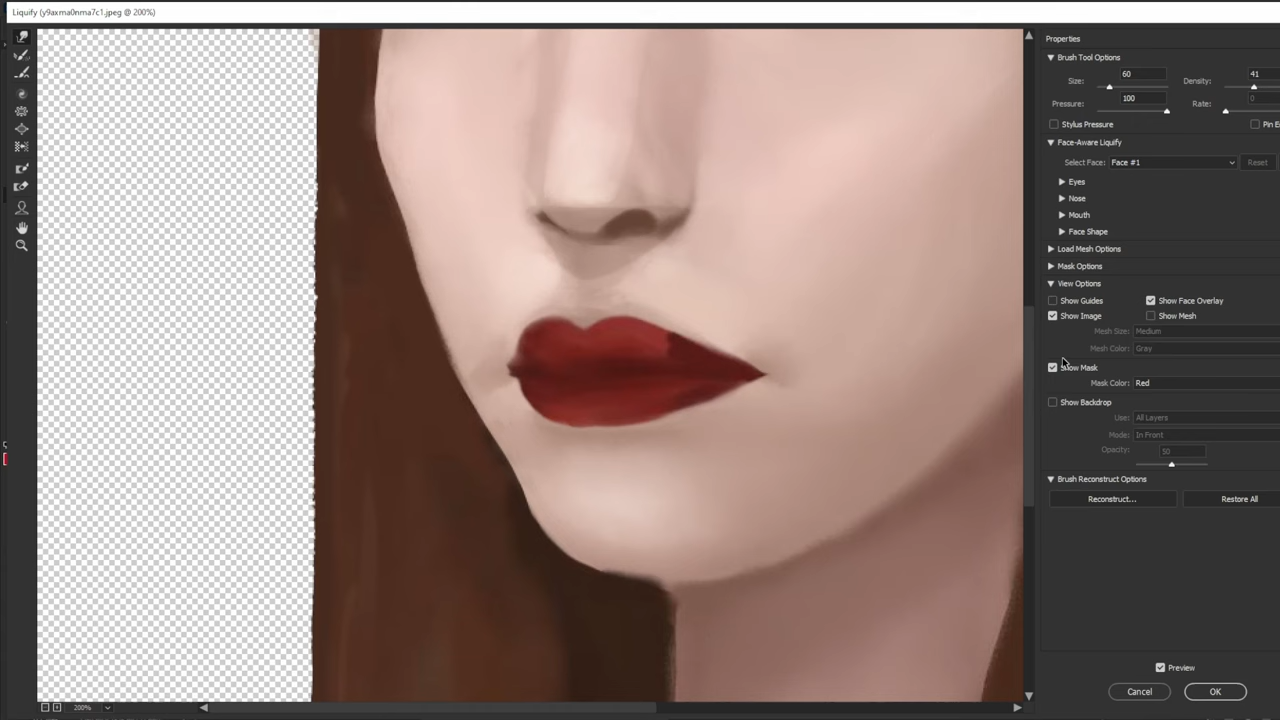 Liquify (y9axma0nma7c1.jpeg @ 200%)
Properties
Brush Tool Options
Size: 60 Density: 41
Pressure: 100 Rate: 0
Stylus Pressure Pin E
Face-Aware Liquify
Select Face: Face #1 Reset
Eyes
Nose
Mouth
Face Shape
Load Mesh Options
Mask Options
View Options
Show Guides Show Face Overlay
Show Image Show Mesh
Mesh Size: Medium
Mesh Color: Gray
Show Mask
Mask Color: Red
Show Backdrop
Use: All Layers
Mode: In Front
Opacity: 50
Brush Reconstruct Options
Reconstruct... Restore All
Preview
Cancel OK
200%